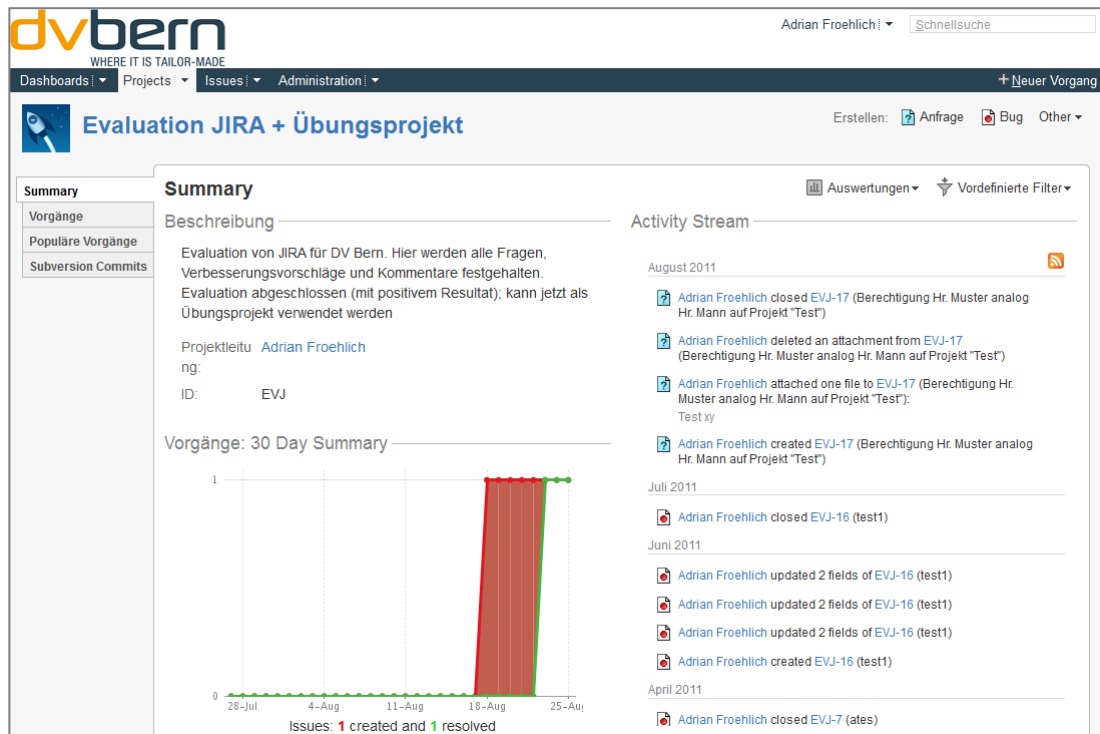 dvbern
WHERE IT IS TAILOR-MADE
Adrian Froehlich
Schnellsuche
Dashboards
Projects
Issues
Administration
+ Neuer Vorgang
Evaluation JIRA + Übungsprojekt
Erstellen:
Anfrage
Bug
Other
Summary
Vorgänge
Populäre Vorgänge
Subversion Commits
Summary
Auswertungen
Vordefinierte Filter
Beschreibung
Evaluation von JIRA für DV Bern. Hier werden alle Fragen,
Verbesserungsvorschläge und Kommentare festgehalten.
Evaluation abgeschlossen (mit positivem Resultat); kann jetzt als
Übungsprojekt verwendet werden
Projektleitu
ng:
Adrian Froehlich
ID:
EVJ
Vorgänge: 30 Day Summary
1
0
28-Jul
4-Aug
11-Aug
18-Aug
25-Aug
Issues: 1 created and 1 resolved
Activity Stream
August 2011
Adrian Froehlich closed EVJ-17 (Berechtigung Hr. Muster analog
Hr. Mann auf Projekt "Test")
Adrian Froehlich deleted an attachment from EVJ-17
(Berechtigung Hr. Muster analog Hr. Mann auf Projekt "Test")
Adrian Froehlich attached one file to EVJ-17 (Berechtigung Hr.
Muster analog Hr. Mann auf Projekt "Test"):
Test xy
Adrian Froehlich created EVJ-17 (Berechtigung Hr. Muster analog
Hr. Mann auf Projekt "Test")
Juli 2011
Adrian Froehlich closed EVJ-16 (test1)
Juni 2011
Adrian Froehlich updated 2 fields of EVJ-16 (test1)
Adrian Froehlich updated 2 fields of EVJ-16 (test1)
Adrian Froehlich updated 2 fields of EVJ-16 (test1)
Adrian Froehlich created EVJ-16 (test1)
April 2011
Adrian Froehlich closed EVJ-7 (ates)